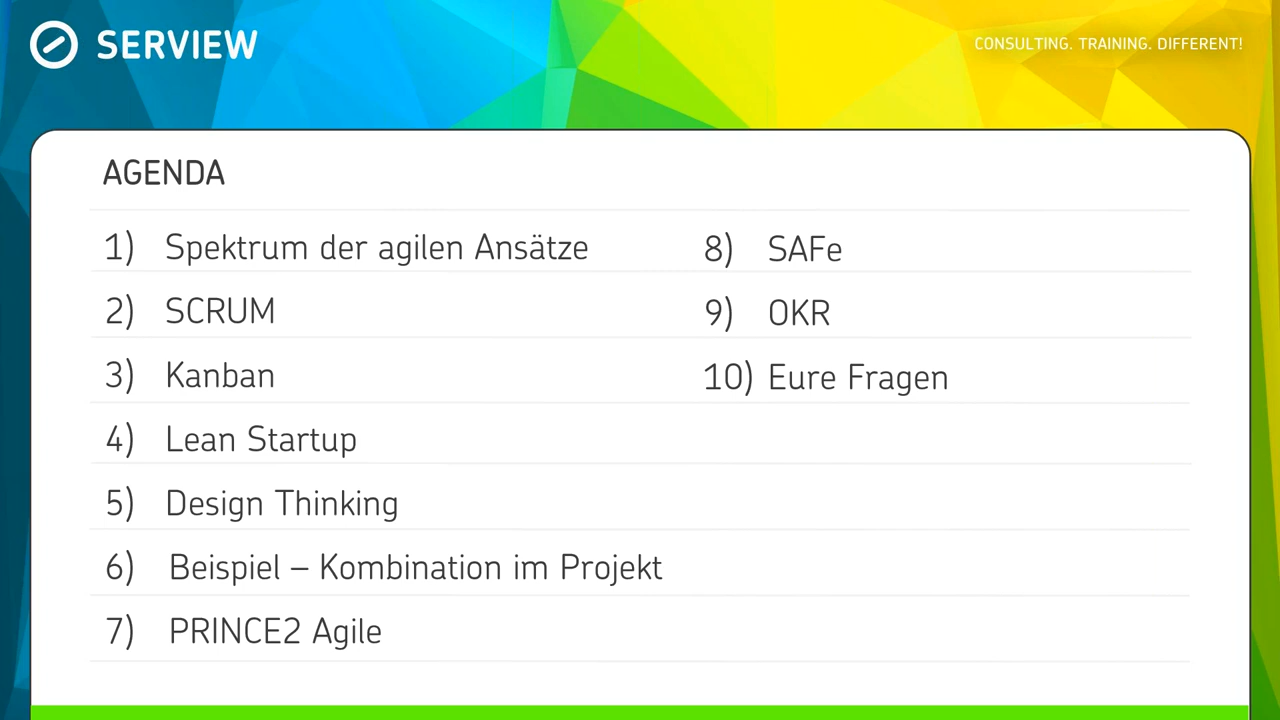 SERVIEW
CONSULTING. TRAINING. DIFFERENT!
AGENDA
1) Spektrum der agilen Ansätze
2) SCRUM
3) Kanban
4) Lean Startup
5) Design Thinking
6) Beispiel – Kombination im Projekt
7) PRINCE2 Agile
8) SAFe
9) OKR
10) Eure Fragen